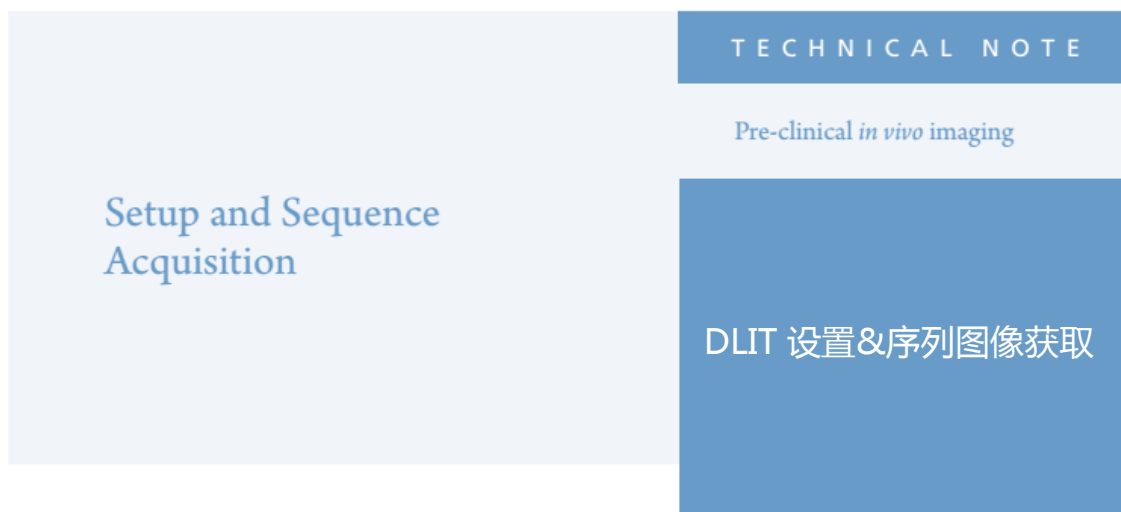 TECHNICAL NOTE
Pre-clinical in vivo imaging
Setup and Sequence
Acquisition
DLIT 设置&序列图像获取